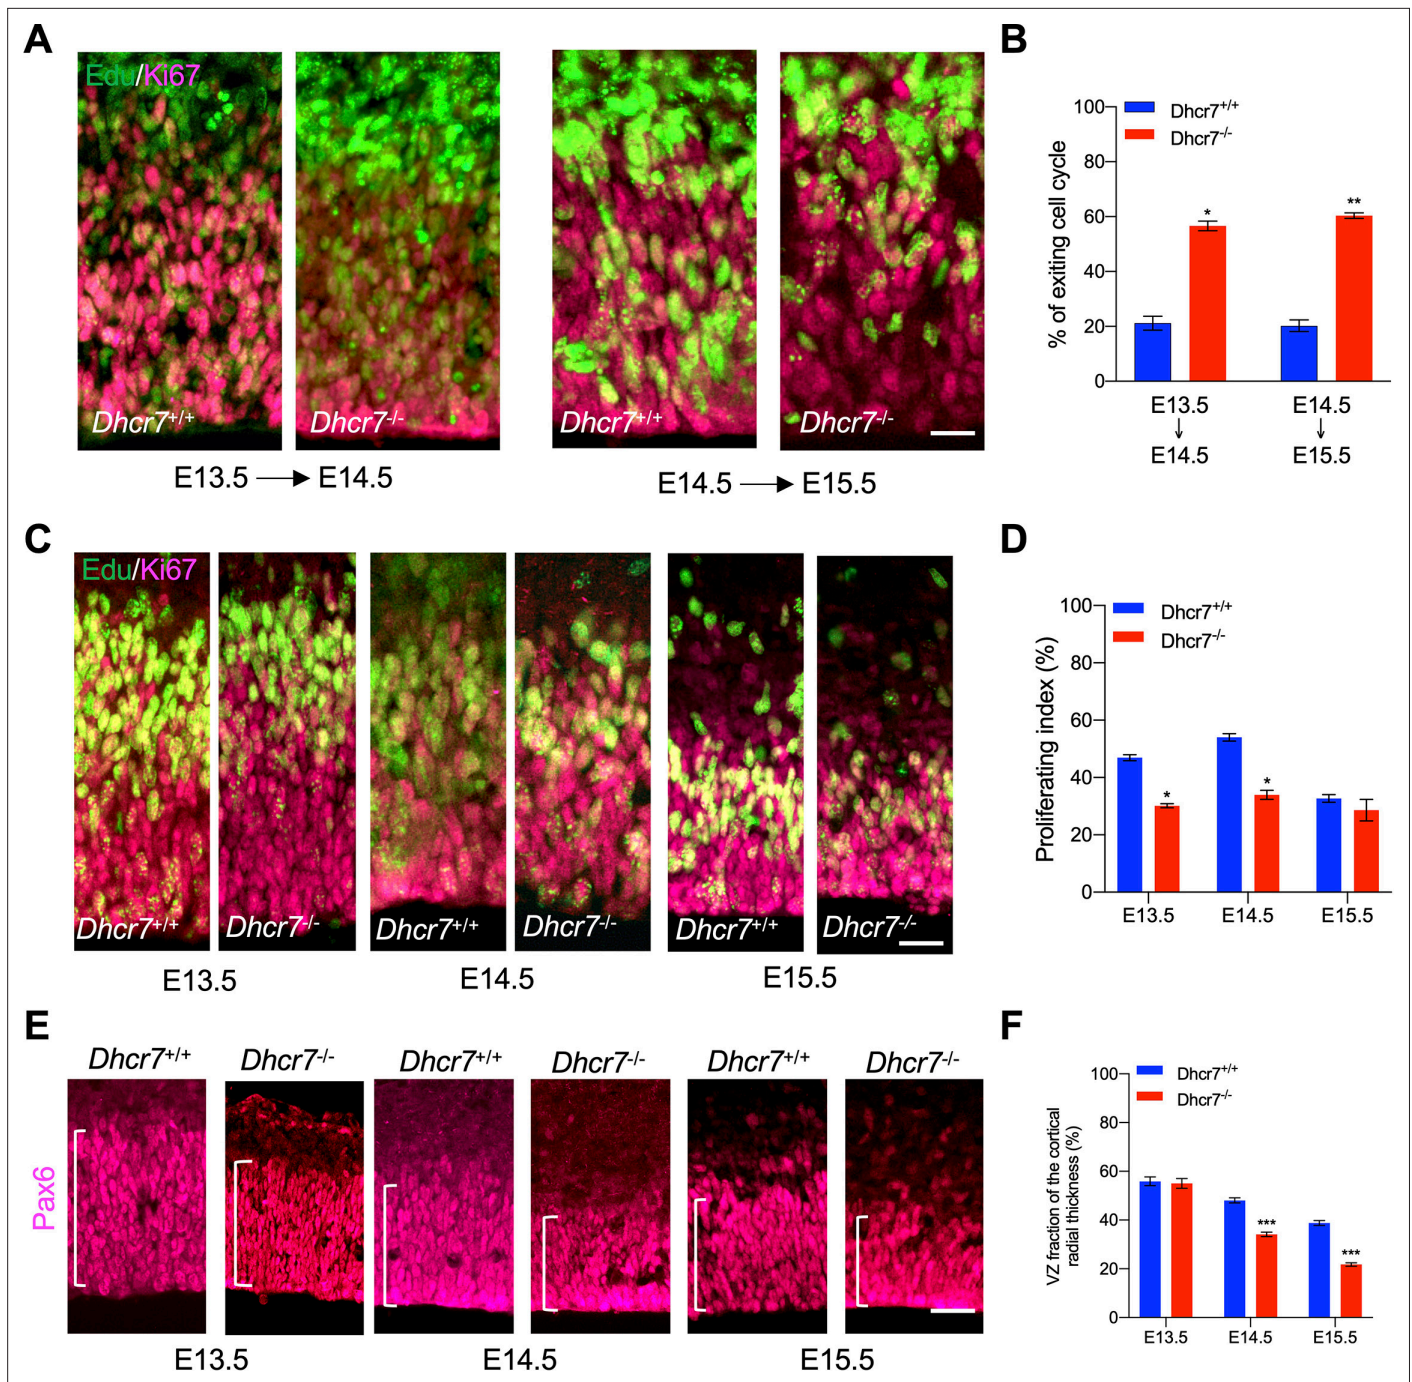 A
Edu/Ki67
Dhcr7+/+
Dhcr7-/-
Dhcr7+/+
Dhcr7-/-
E13.5 → E14.5
E14.5 → E15.5
B
% of exiting cell cycle
100
80
60
40
20
0
Dhcr7+/+
Dhcr7-/-
*
**
E13.5
↓
E14.5
E14.5
↓
E15.5
C
Edu/Ki67
Dhcr7+/+
Dhcr7-/-
Dhcr7+/+
Dhcr7-/-
Dhcr7+/+
Dhcr7-/-
E13.5
E14.5
E15.5
D
Proliferating index (%)
100
80
60
40
20
0
Dhcr7+/+
Dhcr7-/-
*
*
E13.5
E14.5
E15.5
E
Pax6
Dhcr7+/+
Dhcr7-/-
Dhcr7+/+
Dhcr7-/-
Dhcr7+/+
Dhcr7-/-
E13.5
E14.5
E15.5
F
VZ fraction of the cortical
radial thickness (%)
100
80
60
40
20
0
Dhcr7+/+
Dhcr7-/-
***
***
E13.5
E14.5
E15.5